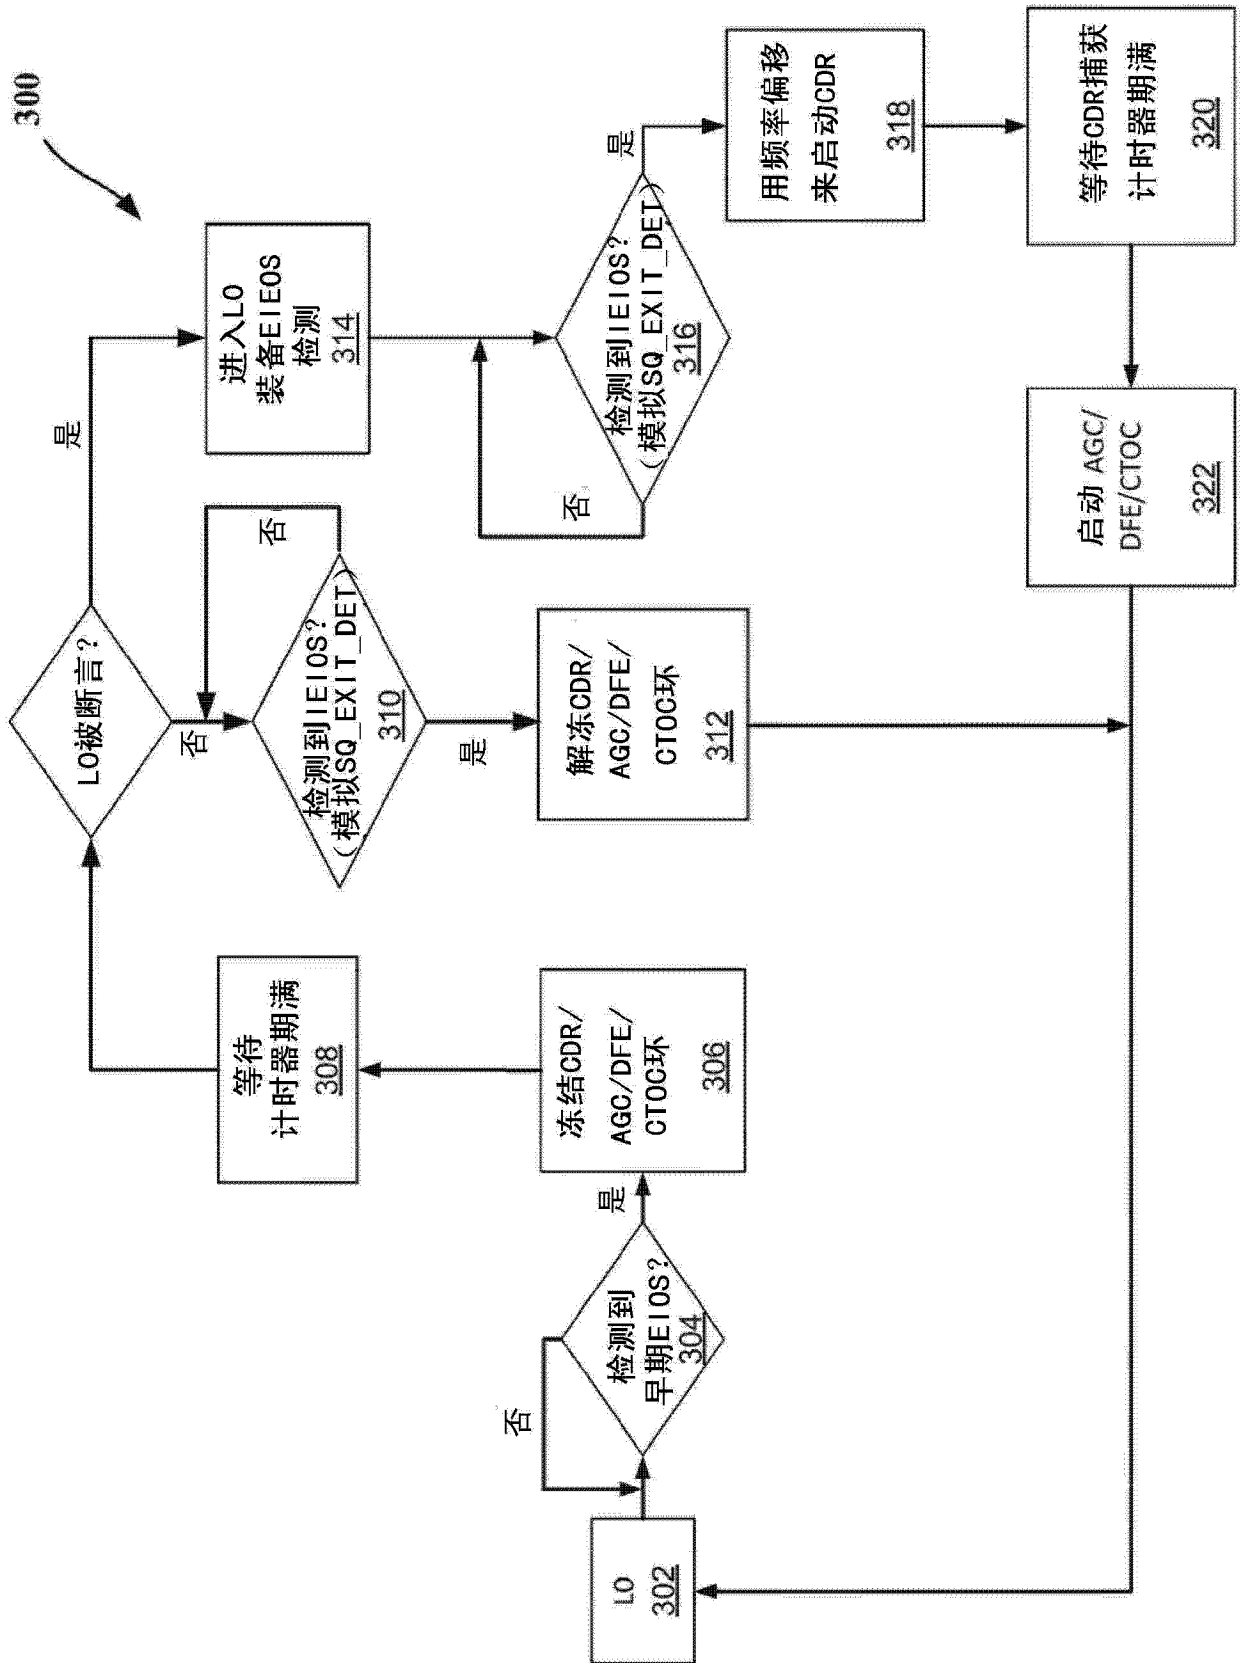 300
L0
302
否
检测到
早期EIOS?
304
是
冻结CDR/
AGC/DFE/
CTOC环
306
等待
计时器期满
308
L0被断言?
否
是
检测到IEIOS?
(模拟SQ_EXIT_DET)
310
否
是
解冻CDR/
AGC/DFE/
CTOC环
312
进入L0
装备EIEOS
检测
314
检测到IEIOS?
(模拟SQ_EXIT_DET)
316
否
是
用频率偏移
来启动CDR
318
等待CDR捕获
计时器期满
320
启动 AGC/
DFE/CTOC
322